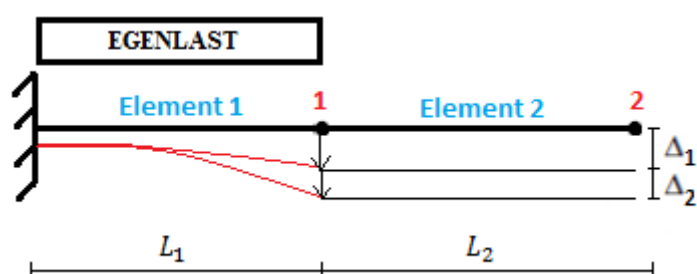 EGENLAST
Element 1 1 Element 2 2
Δ₁
Δ₂
L₁ L₂